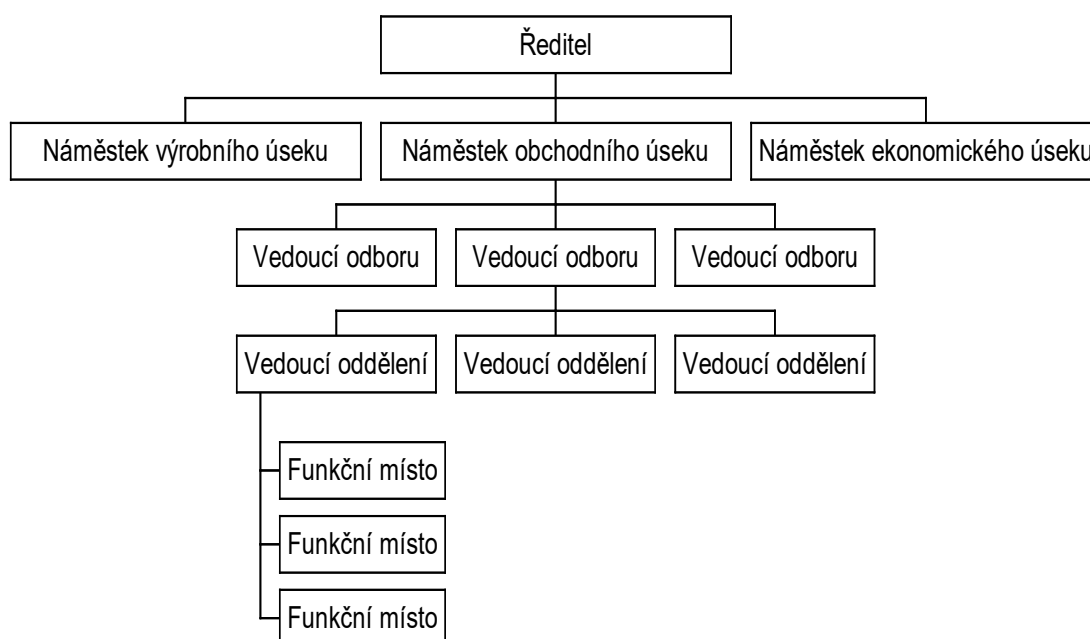 Ředitel
Náměstek výrobního úseku
Náměstek obchodního úseku
Náměstek ekonomického úseku
Vedoucí odboru
Vedoucí odboru
Vedoucí odboru
Vedoucí oddělení
Vedoucí oddělení
Vedoucí oddělení
Funkční místo
Funkční místo
Funkční místo